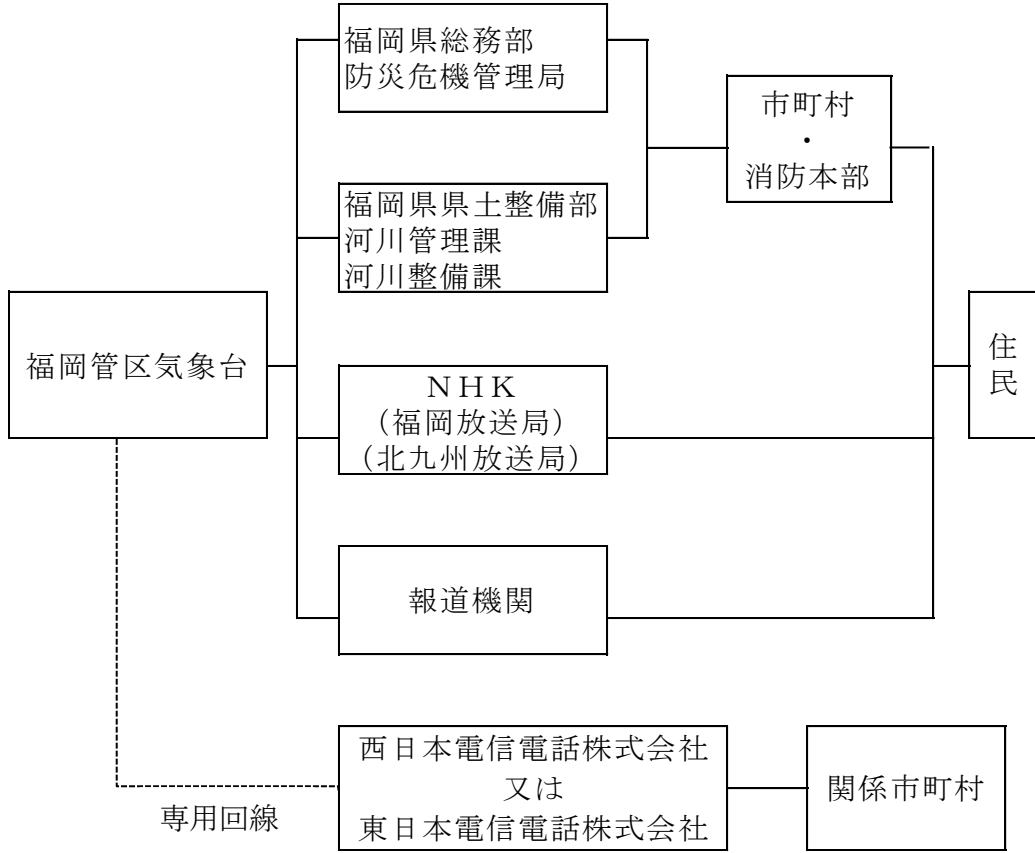 福岡県総務部
防災危機管理局
市町村
・
消防本部
福岡県県土整備部
河川管理課
河川整備課
福岡管区気象台
住
民
ＮＨＫ
（福岡放送局）
（北九州放送局）
報道機関
西日本電信電話株式会社
又は
東日本電信電話株式会社
関係市町村
専用回線